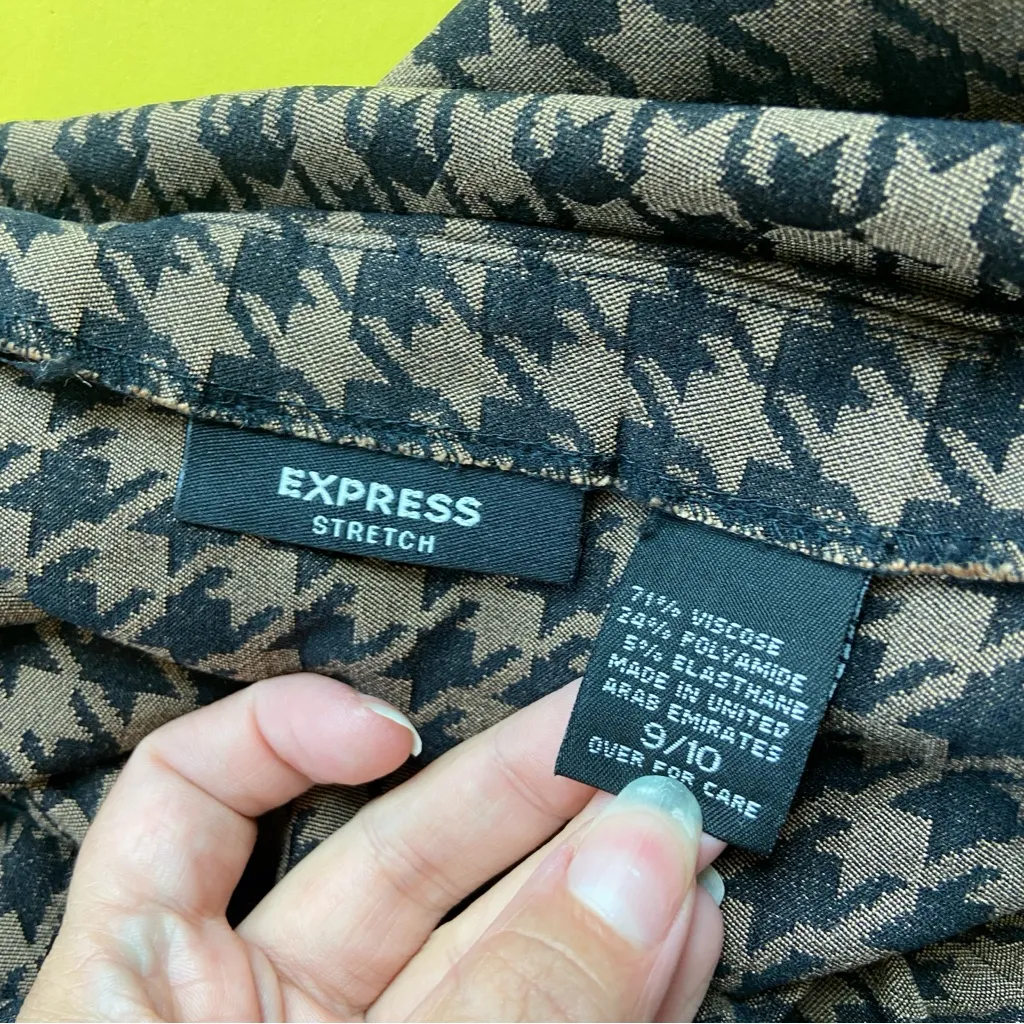 EXPRESS
STRETCH
71% VISCOSE
24% POLYAMIDE
5% ELASTHANE
MADE IN UNITED
ARAB EMIRATES
9/10
OVER FOR CARE